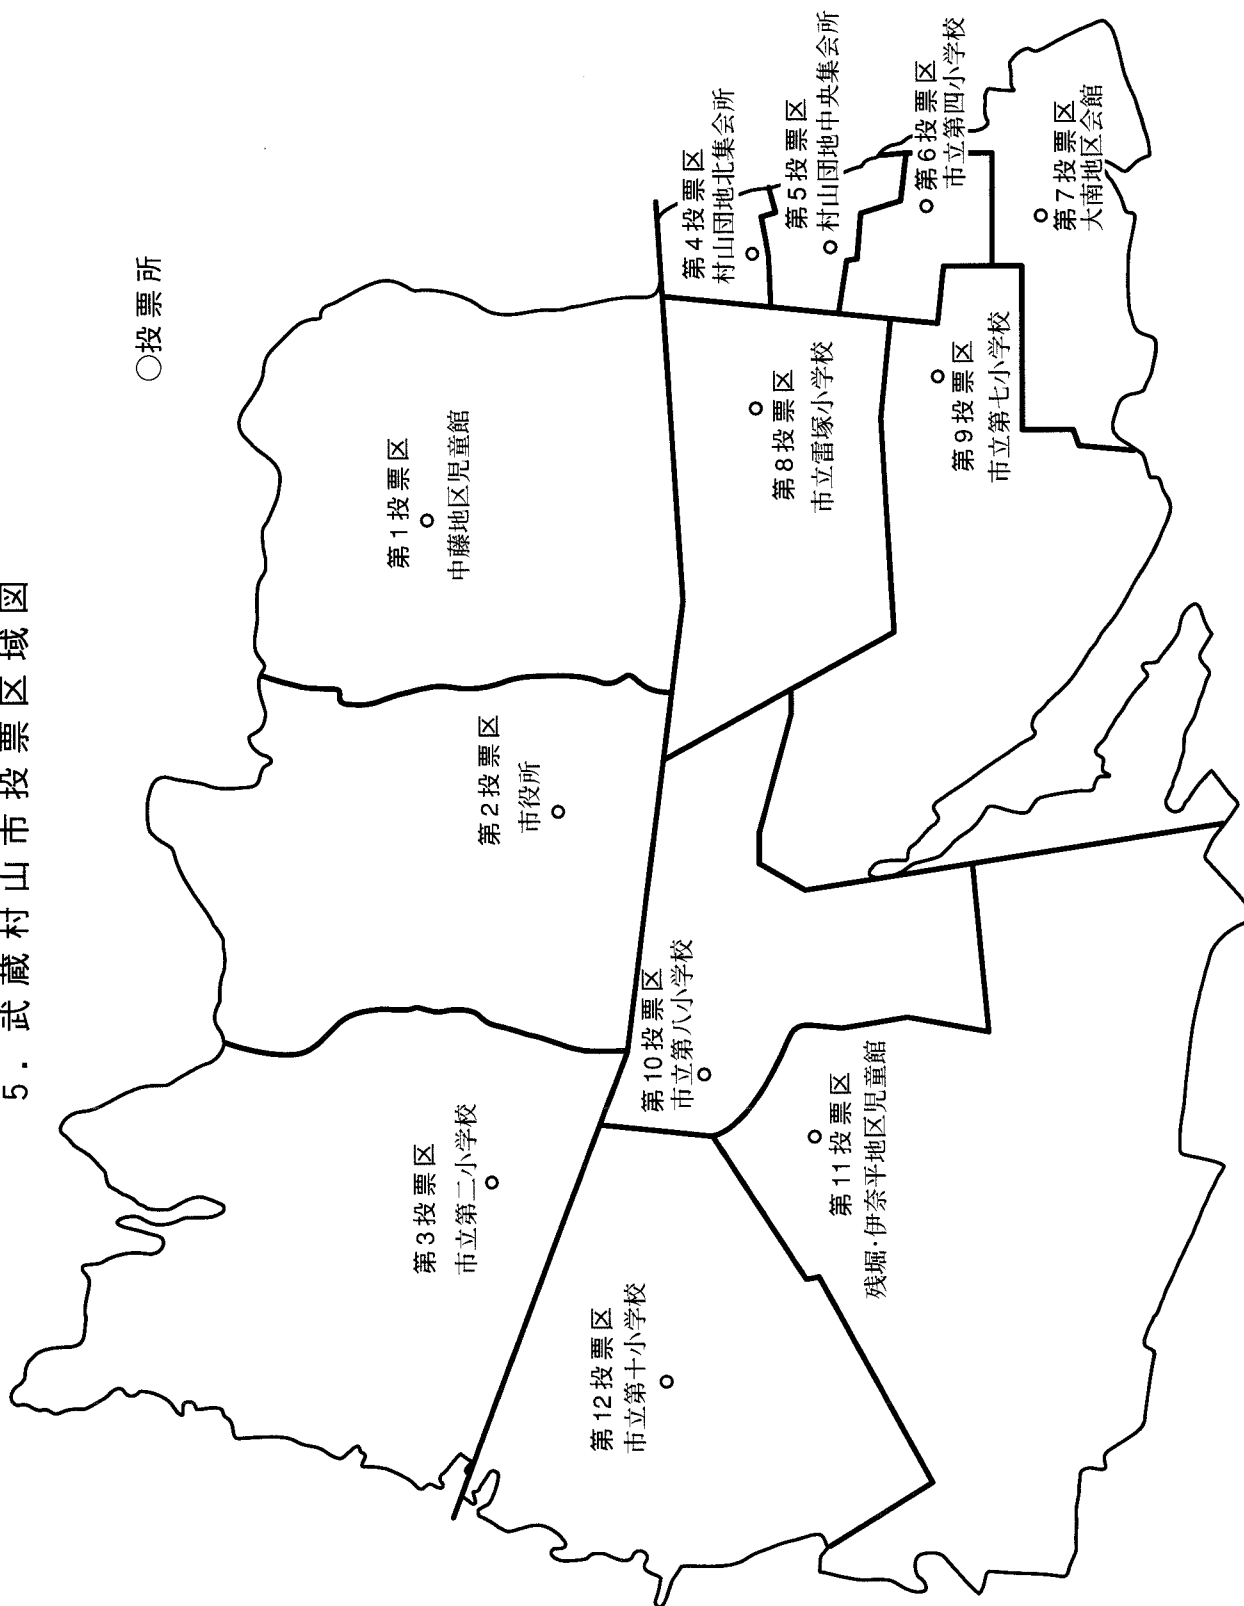 5．武蔵村山市投票区域図
○投票所
第1投票区
中藤地区児童館
第2投票区
市役所
第3投票区
市立第二小学校
第4投票区
村山団地北集会所
第5投票区
村山団地中央集会所
第6投票区
市立第四小学校
第7投票区
大南地区会館
第8投票区
市立雷塚小学校
第9投票区
市立第七小学校
第10投票区
市立第八小学校
第11投票区
残堀・伊奈平地区児童館
第12投票区
市立第十小学校